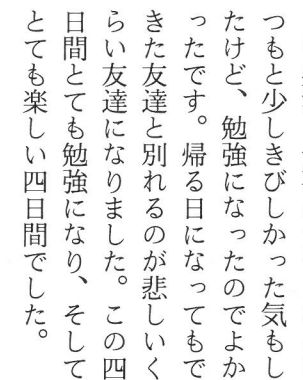 つもと少しきびしかった気もし
たけど、勉強になったのでよか
ったです。帰る日になってもで
きた友達と別れるのが悲しいく
らい友達になりました。この四
日間とても勉強になり、そして
とても楽しい四日間でした。